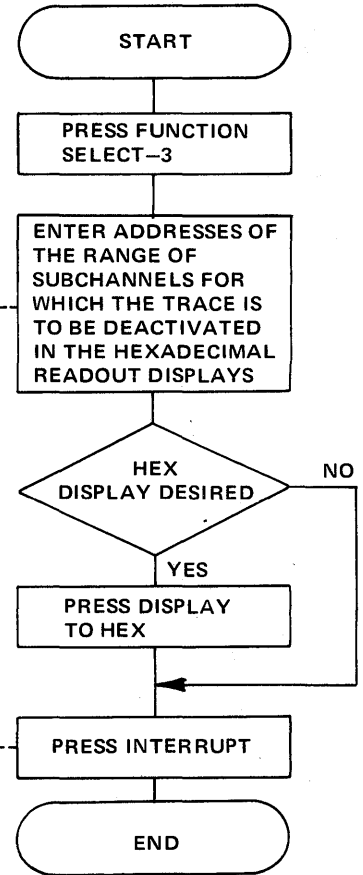 START
PRESS FUNCTION
SELECT—3
ENTER ADDRESSES OF
THE RANGE OF
SUBCHANNELS FOR
WHICH THE TRACE IS
TO BE DEACTIVATED
IN THE HEXADECIMAL
READOUT DISPLAYS
HEX
DISPLAY DESIRED
NO
YES
PRESS DISPLAY
TO HEX
PRESS INTERRUPT
END